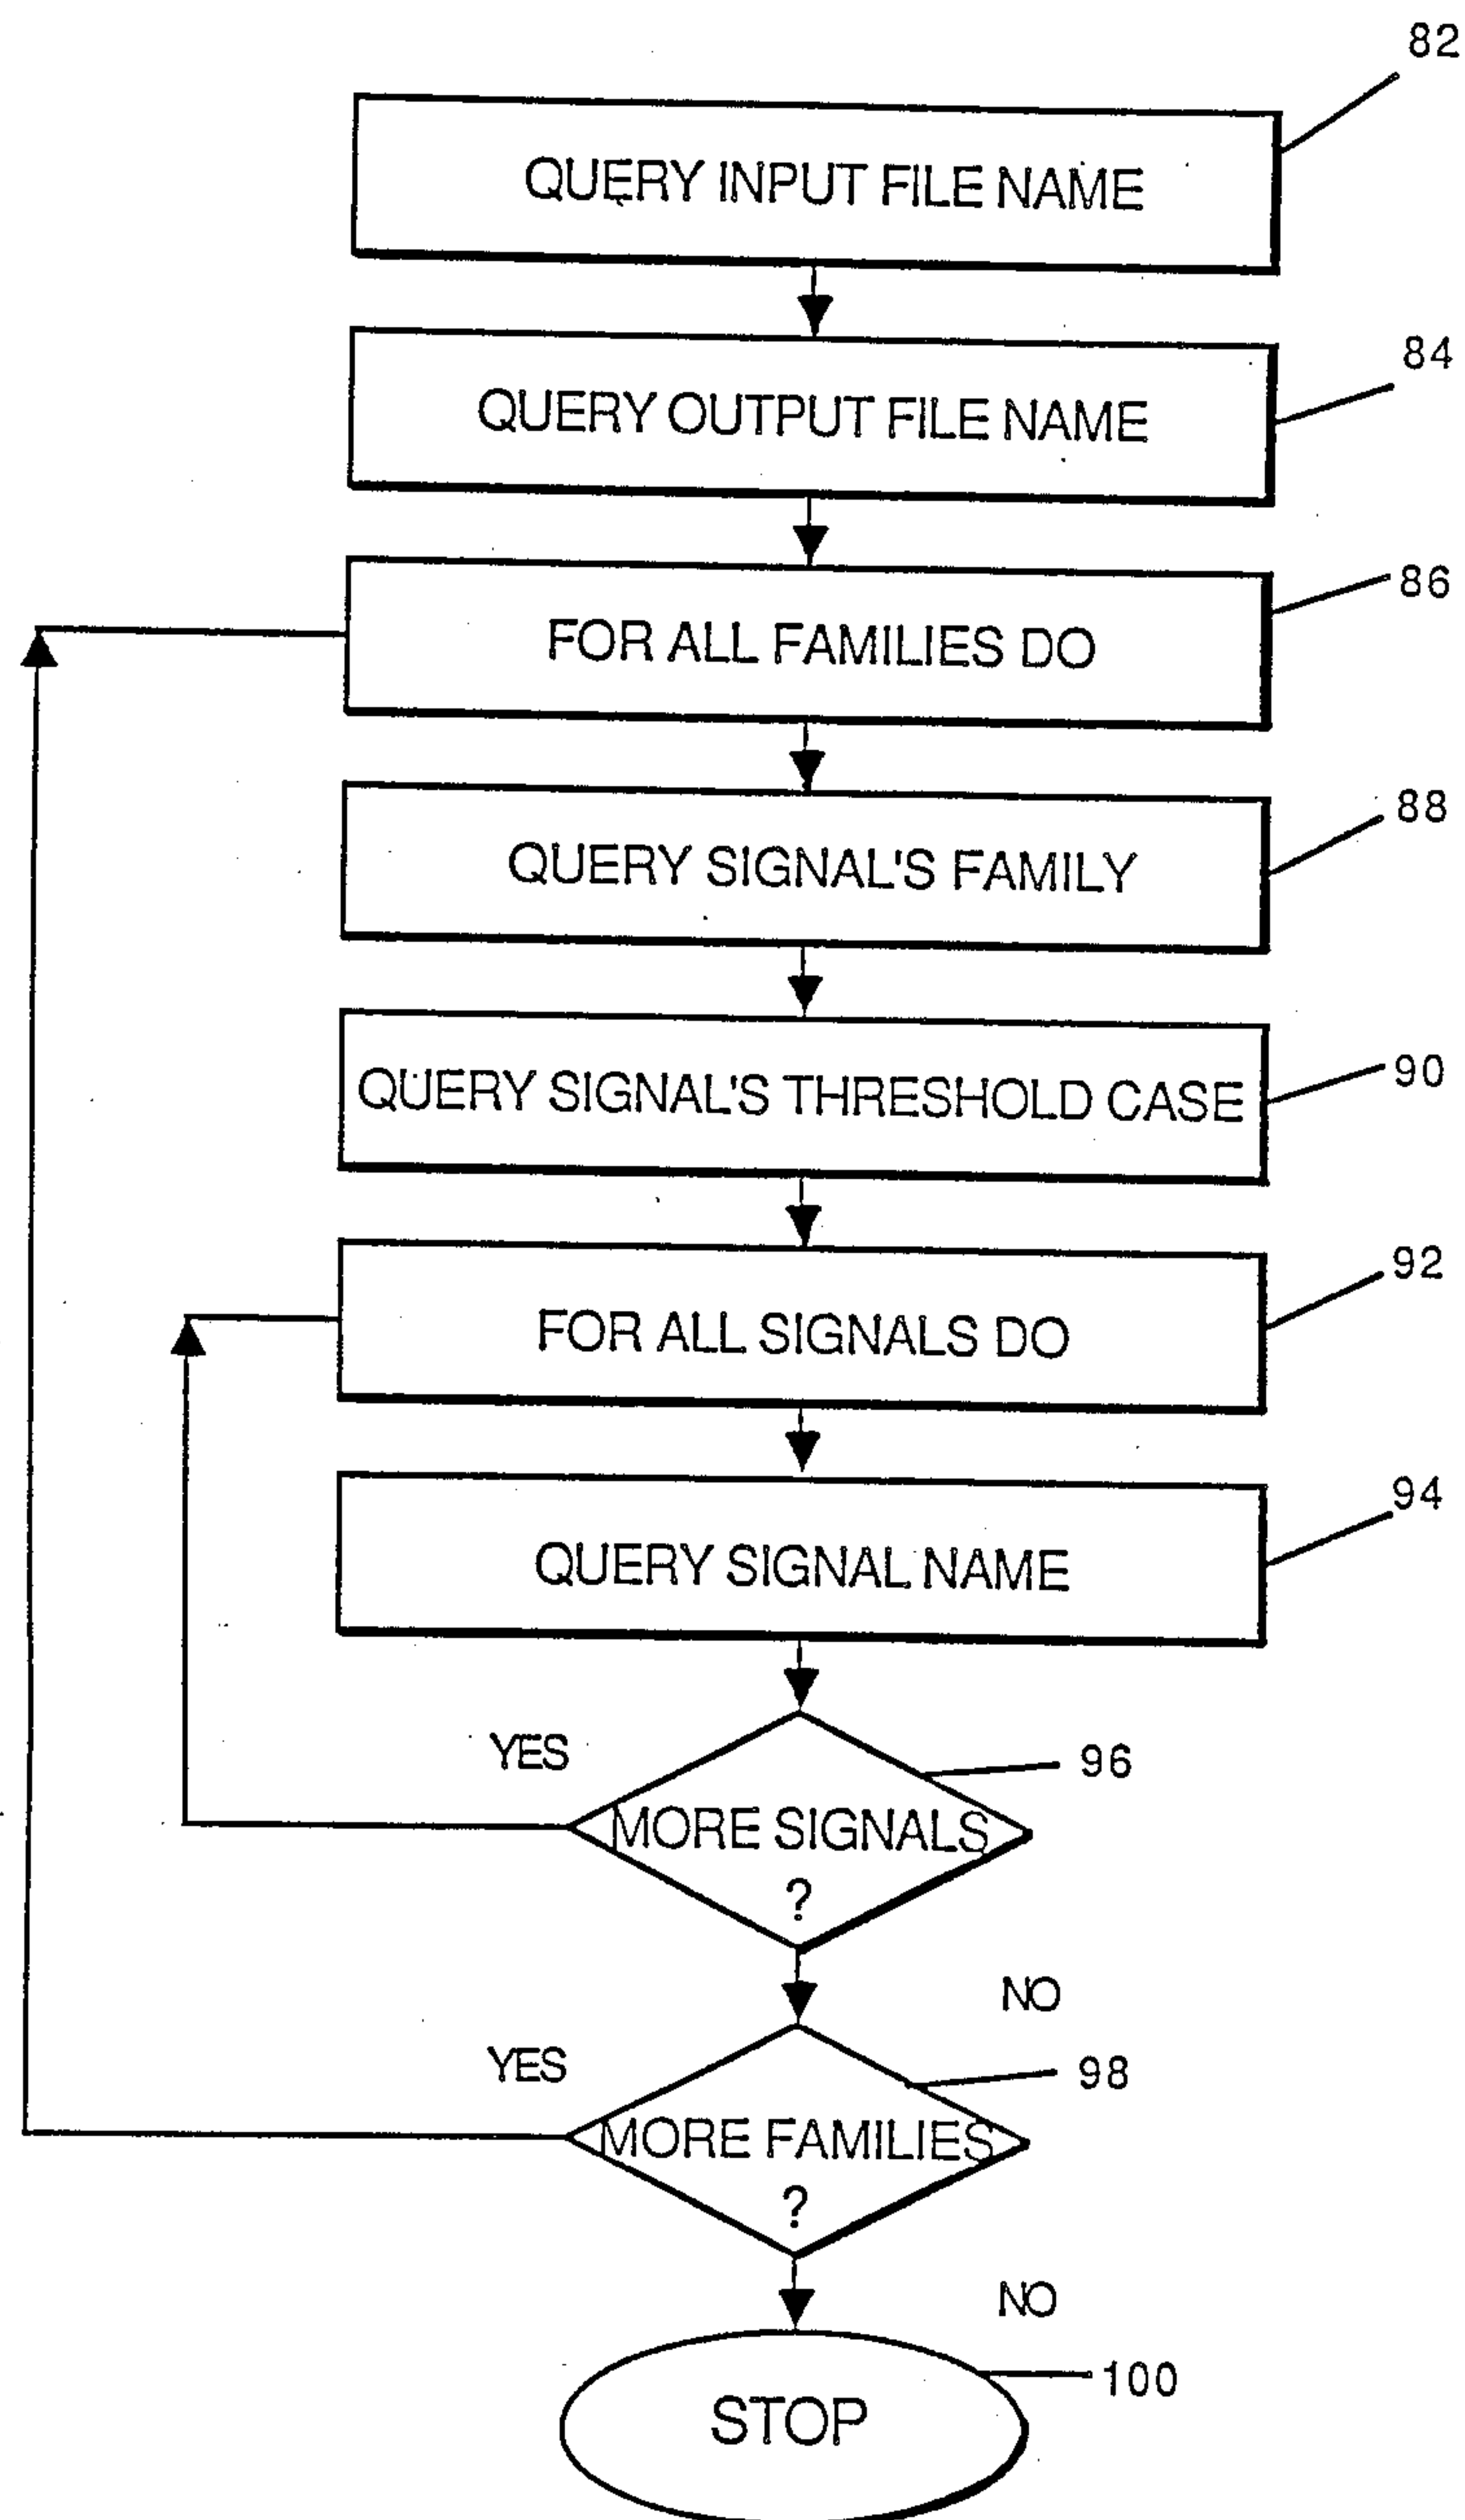 82
QUERY INPUT FILE NAME
84
QUERY OUTPUT FILE NAME
86
FOR ALL FAMILIES DO
88
QUERY SIGNAL'S FAMILY
90
QUERY SIGNAL'S THRESHOLD CASE
92
FOR ALL SIGNALS DO
94
QUERY SIGNAL NAME
YES
96
MORE SIGNALS
?
NO
YES
98
MORE FAMILIES
?
NO
100
STOP